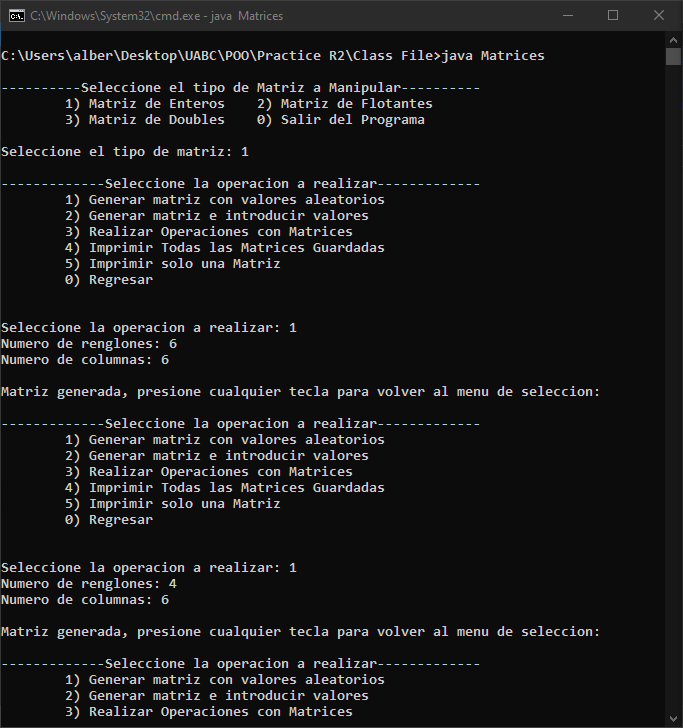 C:\Windows\System32\cmd.exe - java  Matrices
C:\Users\alber\Desktop\UABC\POO\Practice R2\Class File>java Matrices
----------Seleccione el tipo de Matriz a Manipular----------
1) Matriz de Enteros    2) Matriz de Flotantes
3) Matriz de Doubles    0) Salir del Programa
Seleccione el tipo de matriz: 1
-------------Seleccione la operacion a realizar-------------
1) Generar matriz con valores aleatorios
2) Generar matriz e introducir valores
3) Realizar Operaciones con Matrices
4) Imprimir Todas las Matrices Guardadas
5) Imprimir solo una Matriz
0) Regresar
Seleccione la operacion a realizar: 1
Numero de renglones: 6
Numero de columnas: 6
Matriz generada, presione cualquier tecla para volver al menu de seleccion:
-------------Seleccione la operacion a realizar-------------
1) Generar matriz con valores aleatorios
2) Generar matriz e introducir valores
3) Realizar Operaciones con Matrices
4) Imprimir Todas las Matrices Guardadas
5) Imprimir solo una Matriz
0) Regresar
Seleccione la operacion a realizar: 1
Numero de renglones: 4
Numero de columnas: 6
Matriz generada, presione cualquier tecla para volver al menu de seleccion:
-------------Seleccione la operacion a realizar-------------
1) Generar matriz con valores aleatorios
2) Generar matriz e introducir valores
3) Realizar Operaciones con Matrices